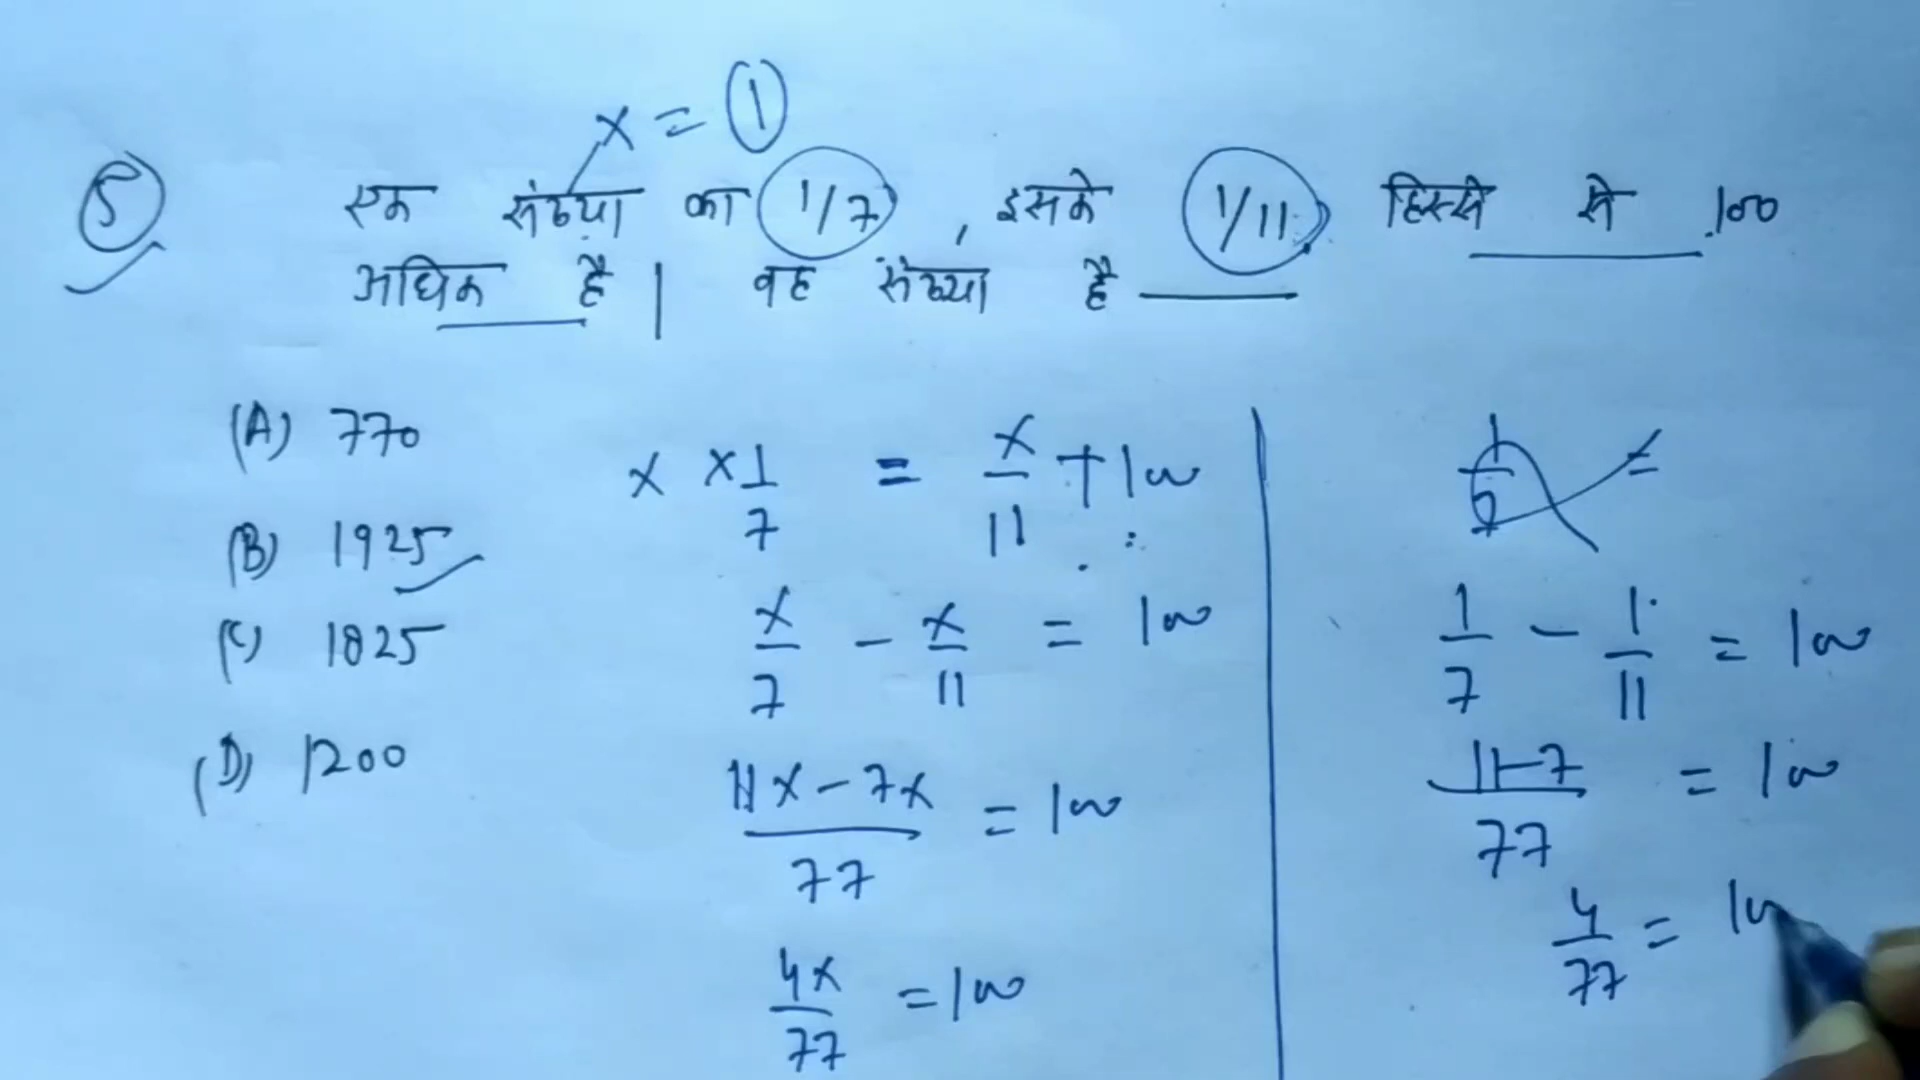 x = 1
5 एक संख्या का 1/7, इसके 1/11 हिस्से से 100
अधिक है | वह संख्या है ____
(A) 770
(B) 1925
(C) 1825
(D) 1200
x × 1/7 = x/11 + 100
x/7 - x/11 = 100
11x - 7x / 77 = 100
4x/77 = 100
1/7 - 1/11 = 100
11-7 / 77 = 100
4/77 =